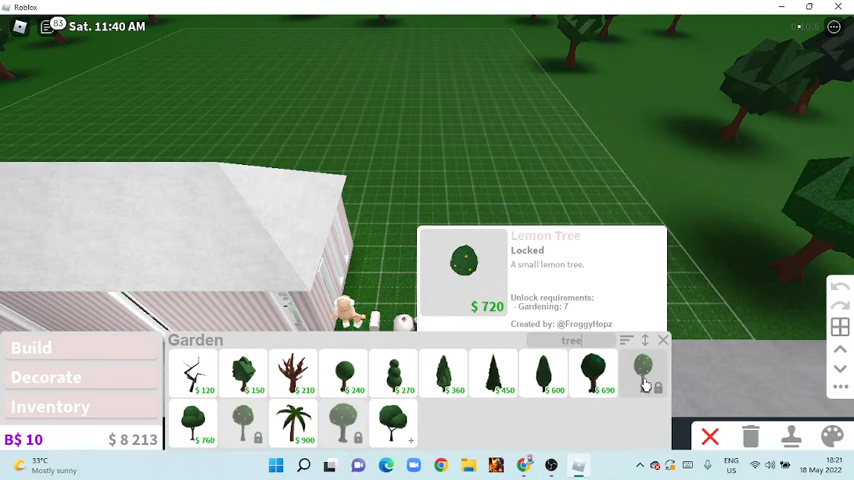 Roblox
83
Sat. 11:40 AM
Lemon Tree
Locked
A small lemon tree.
$ 720
Unlock requirements:
- Gardening: 7
Created by: @FroggyHopz
Build
Decorate
Inventory
B$ 10
$ 8 213
Garden
tree
$ 120
$ 150
$ 210
$ 240
$ 270
$ 360
$ 450
$ 600
$ 690
$ 760
$ 900
33°C
Mostly sunny
ENG
US
18:21
18 May 2022